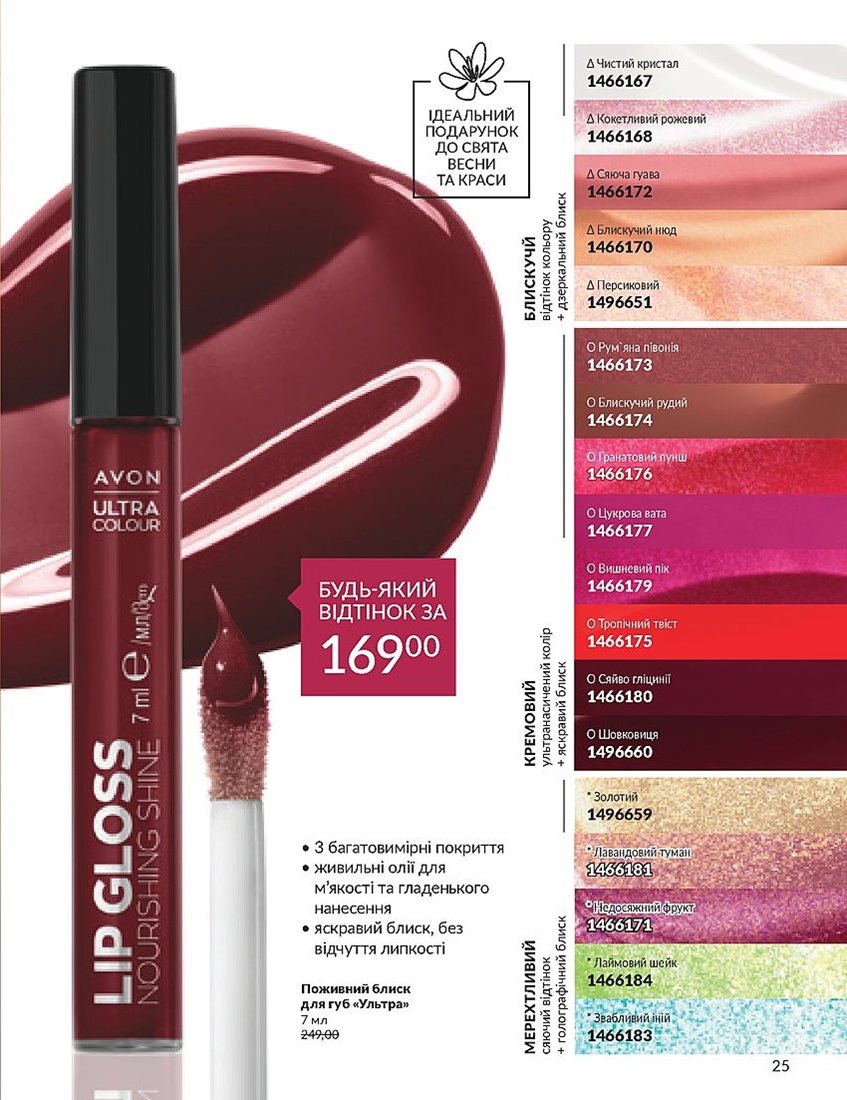 ІДЕАЛЬНИЙ
ПОДАРУНОК
ДО СВЯТА
ВЕСНИ
ТА КРАСИ
AVON
ULTRA
COLOUR
LIP GLOSS
NOURISHING SHINE 7 ml e /мл/
БУДЬ-ЯКИЙ
ВІДТІНОК ЗА
169⁰⁰
• 3 багатовимірні покриття
• живильні олії для
м'якості та гладенького
нанесення
• яскравий блиск, без
відчуття липкості
Поживний блиск
для губ «Ультра»
7 мл
249,00
БЛИСКУЧЙ
відтінок кольору
+ дзеркальний блиск
Δ Чистий кристал
1466167
Δ Кокетливий рожевий
1466168
Δ Сяюча гуава
1466172
Δ Блискучий нюд
1466170
Δ Персиковий
1496651
КРЕМОВИЙ
ультранасичений колір
+ яскравий блиск
О Рум`яна півонія
1466173
О Блискучий рудий
1466174
О Гранатовий пунш
1466176
О Цукрова вата
1466177
О Вишневий пік
1466179
О Тропічний твіст
1466175
О Сяйво гліцинії
1466180
О Шовковиця
1496660
МЕРЕХТЛИВИЙ
сяючий відтінок
+ голографічний блиск
* Золотий
1496659
* Лавандовий туман
1466181
* Недосяжний фрукт
1466171
* Лаймовий шейк
1466184
* Звабливий іній
1466183
25